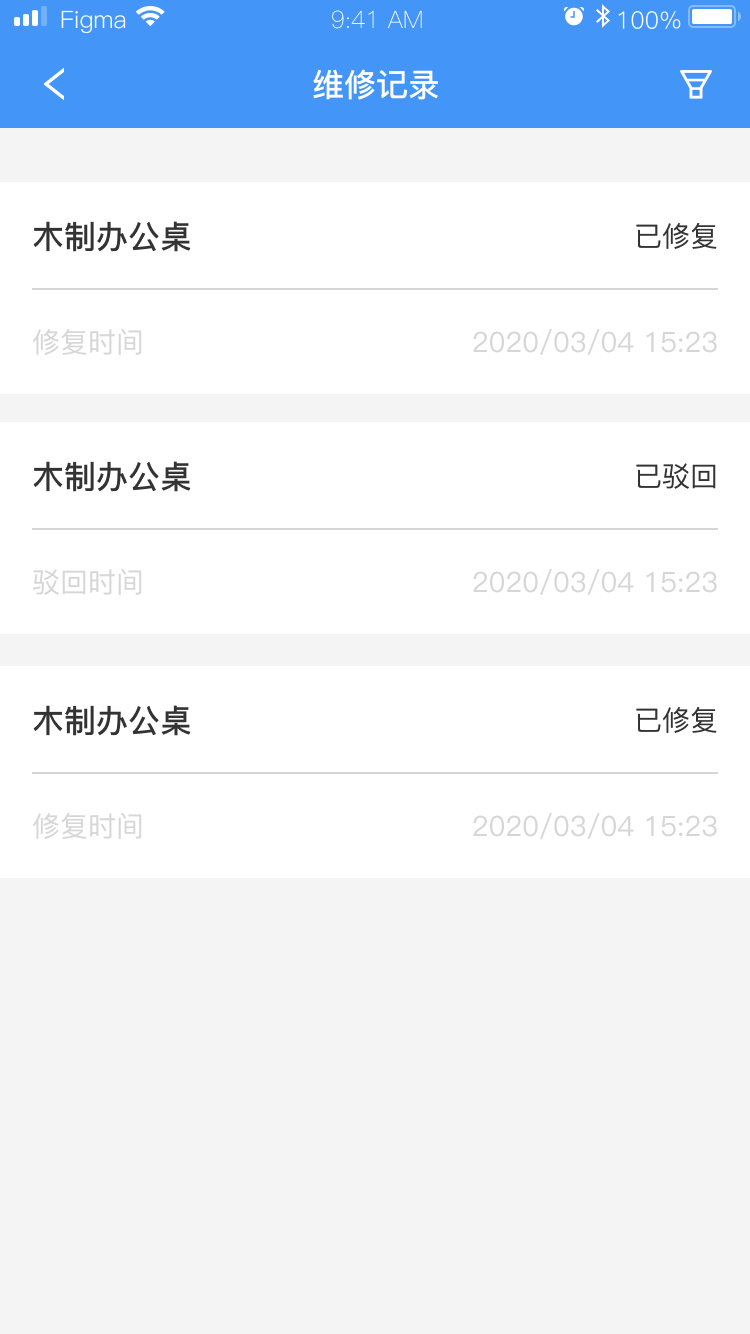 Figma 9:41 AM 100%
维修记录
木制办公桌 已修复
修复时间 2020/03/04 15:23
木制办公桌 已驳回
驳回时间 2020/03/04 15:23
木制办公桌 已修复
修复时间 2020/03/04 15:23